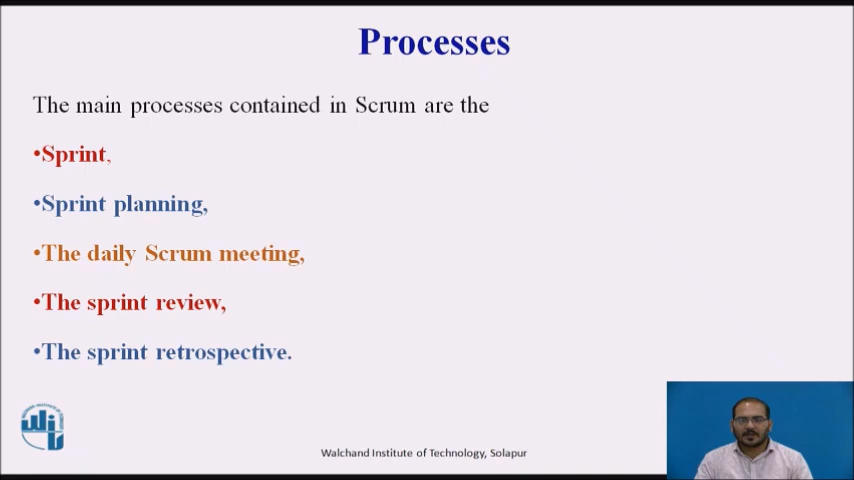 Processes
The main processes contained in Scrum are the
•Sprint,
•Sprint planning,
•The daily Scrum meeting,
•The sprint review,
•The sprint retrospective.
Walchand Institute of Technology, Solapur